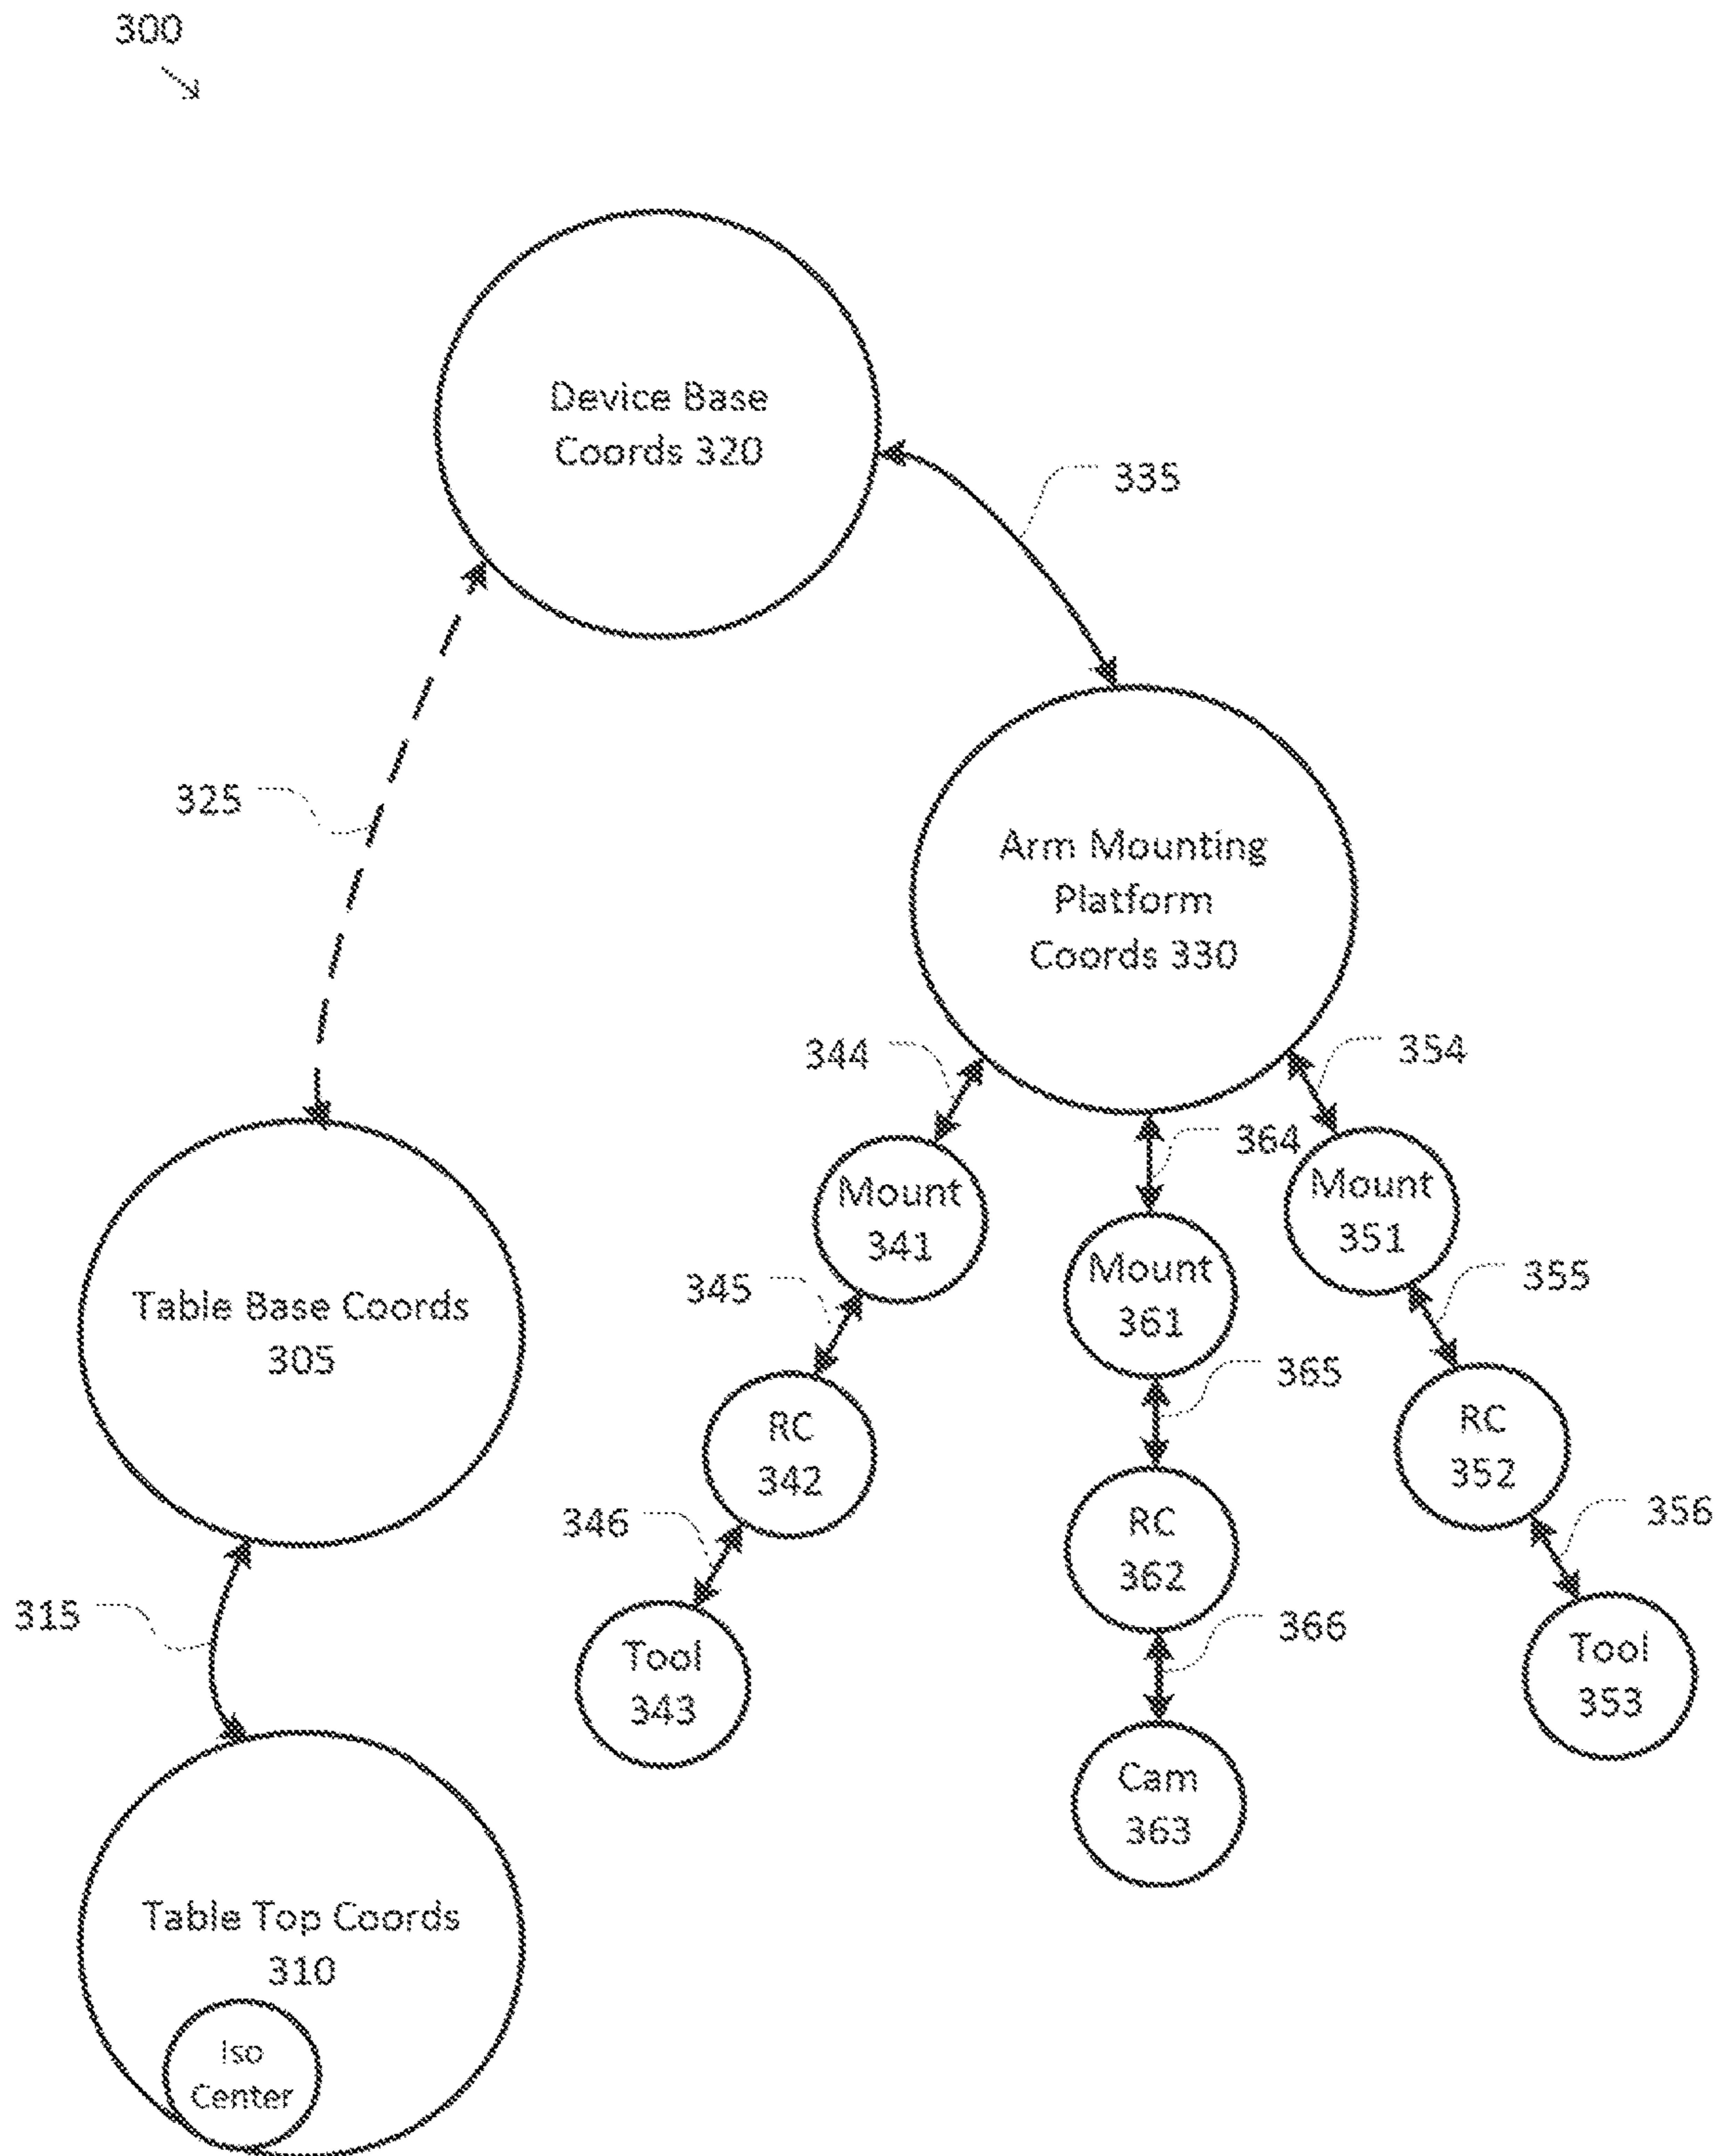 300
Device Base
Coords 320
335
325
Arm Mounting
Platform
Coords 330
344
354
364
Mount
341
Mount
351
Mount
361
345
355
Table Base Coords
305
365
RC
342
RC
352
RC
362
346
356
315
366
Tool
343
Tool
353
Cam
363
Table Top Coords
310
Iso
Center